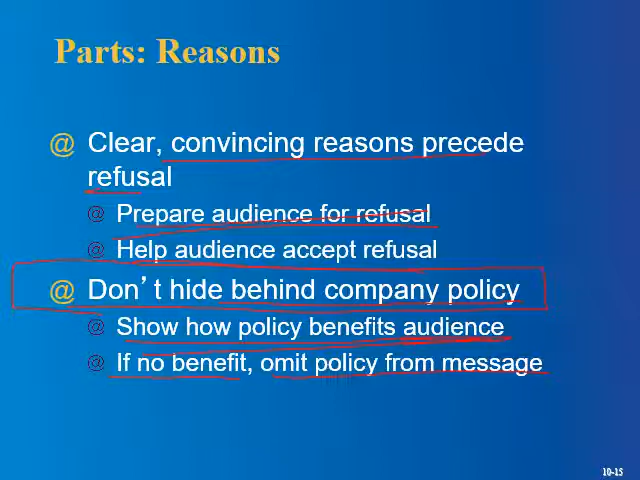 Parts: Reasons
@ Clear, convincing reasons precede
refusal
@ Prepare audience for refusal
@ Help audience accept refusal
@ Don't hide behind company policy
@ Show how policy benefits audience
@ If no benefit, omit policy from message
10-15